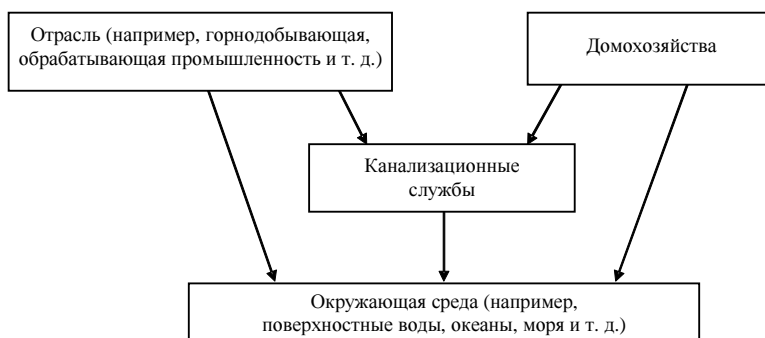 Отрасль (например, горнодобывающая,
обрабатывающая промышленность и т. д.)
Домохозяйства
Канализационные
службы
Окружающая среда (например,
поверхностные воды, океаны, моря и т. д.)